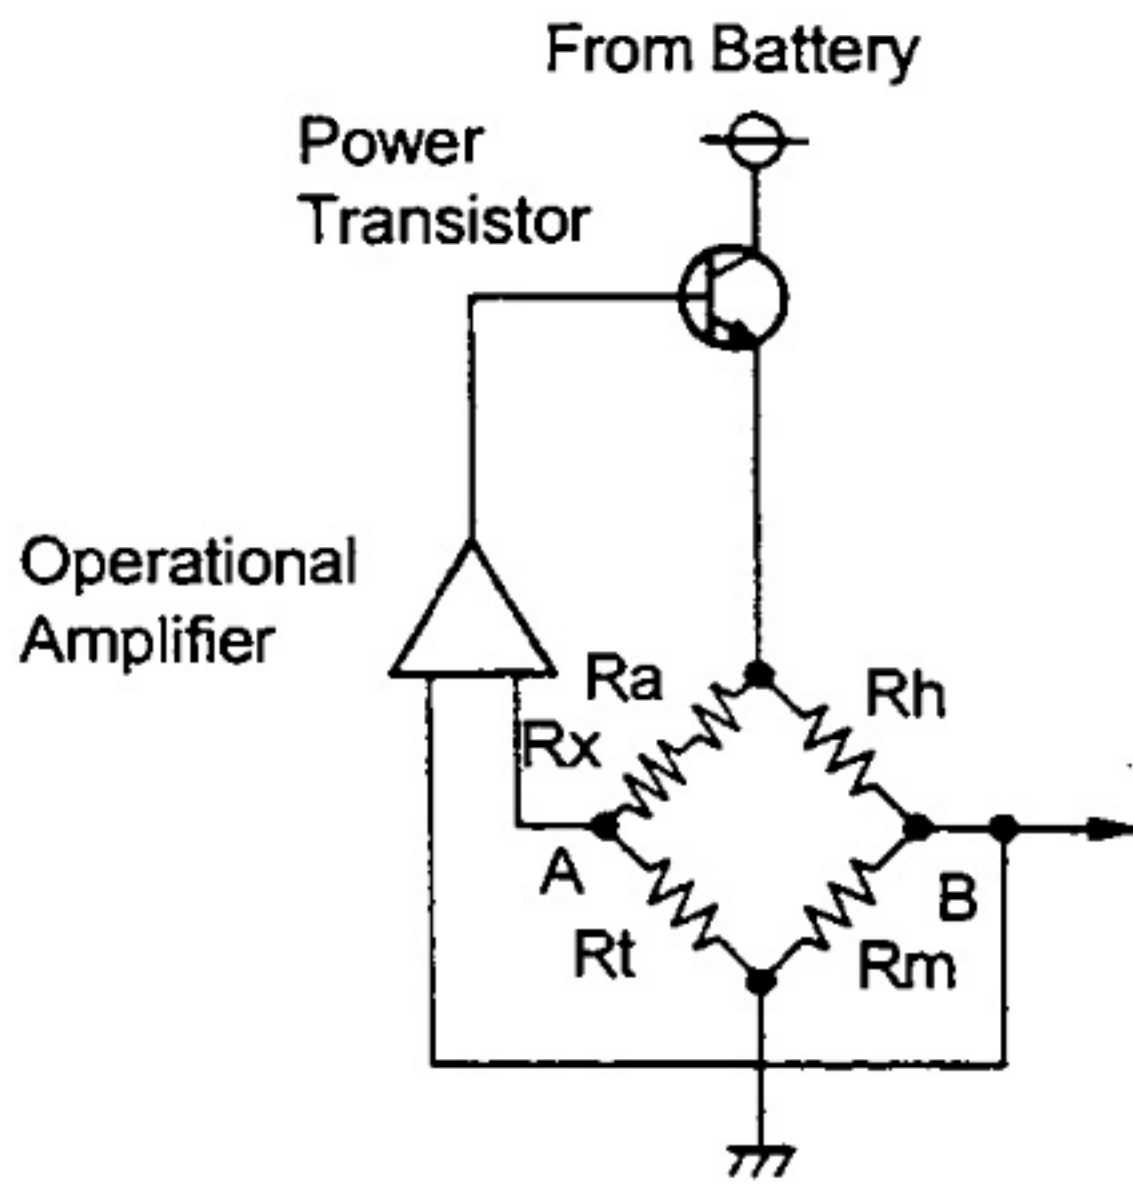 From Battery
Power
Transistor
Operational
Amplifier
Ra
Rh
Rx
A
B
Rt
Rm